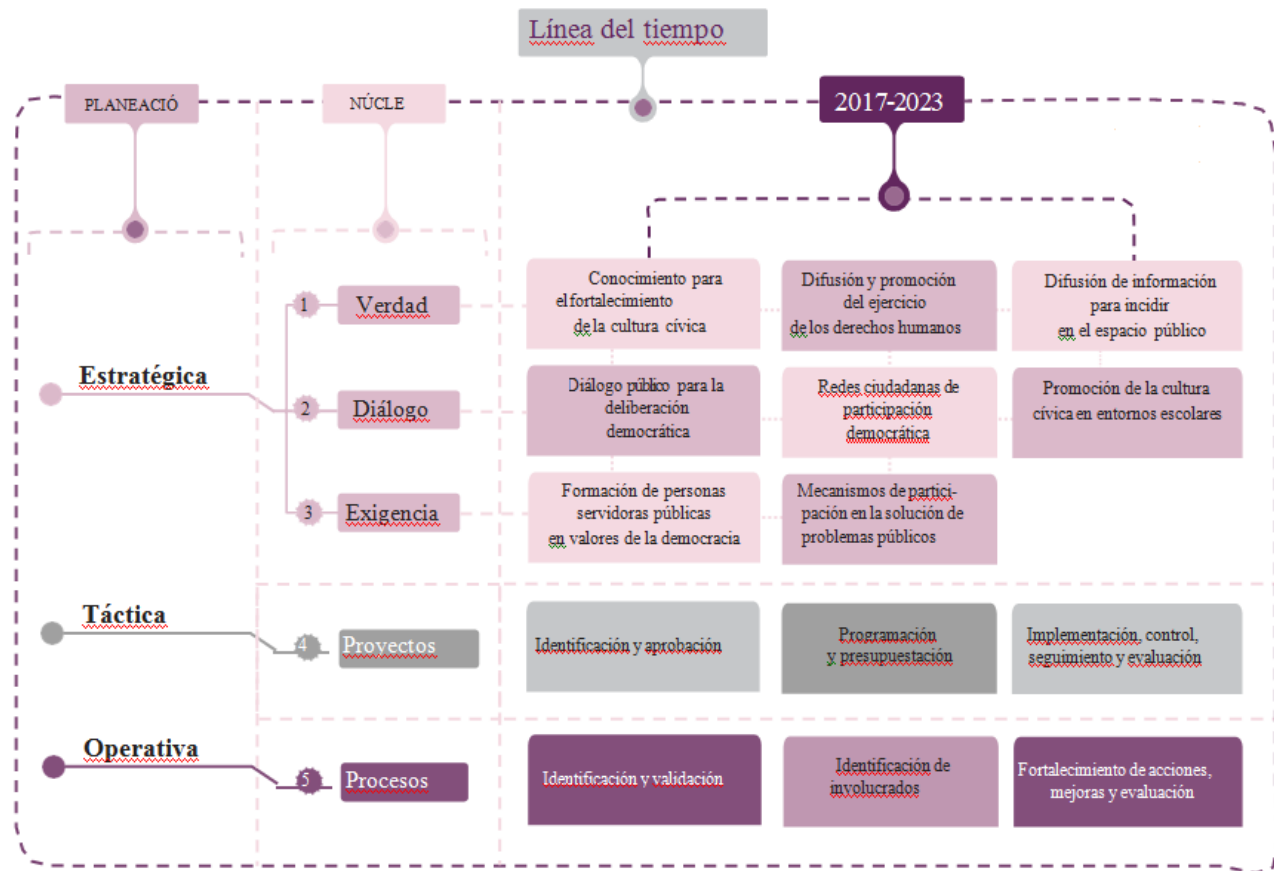 Línea del tiempo
PLANEACIÓ
NÚCLE
2017-2023
1
Verdad
Conocimiento para
el fortalecimiento
de la cultura cívica
Difusión y promoción
del ejercicio
de los derechos humanos
Difusión de información
para incidir
en el espacio público
Estratégica
2
Diálogo
Diálogo público para la
deliberación
democrática
Redes ciudadanas de
participación
democrática
Promoción de la cultura
cívica en entornos escolares
3
Exigencia
Formación de personas
servidoras públicas
en valores de la democracia
Mecanismos de partici-
pación en la solución de
problemas públicos
Táctica
4
Proyectos
Identificación y aprobación
Programación
y presupuestación
Implementación, control,
seguimiento y evaluación
Operativa
5
Procesos
Identificación y validación
Identificación de
involucrados
Fortalecimiento de acciones,
mejoras y evaluación